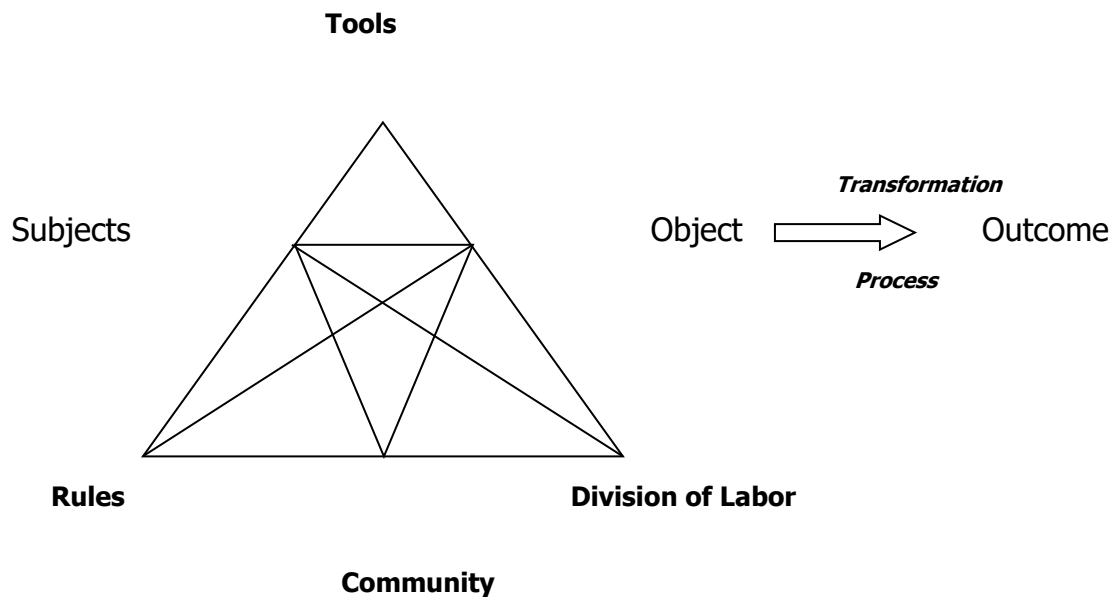 Tools
Transformation
Subjects
Object
Outcome
Process
Rules
Division of Labor
Community